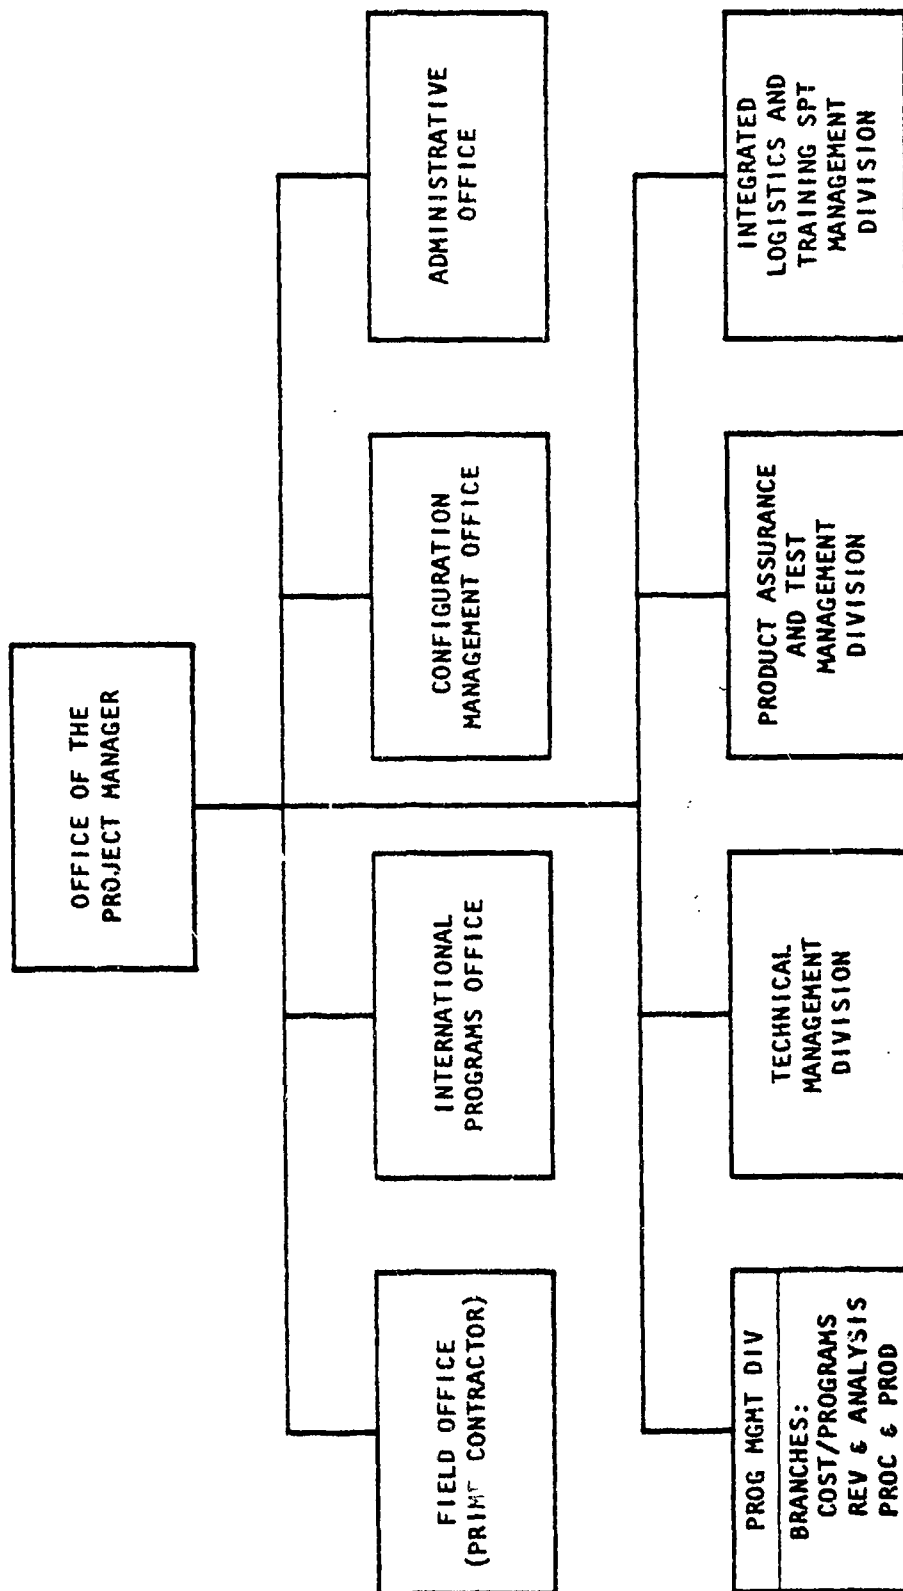 OFFICE OF THE
PROJECT MANAGER
FIELD OFFICE
(PRIME CONTRACTOR)
INTERNATIONAL
PROGRAMS OFFICE
CONFIGURATION
MANAGEMENT OFFICE
ADMINISTRATIVE
OFFICE
PROG MGMT DIV
BRANCHES:
COST/PROGRAMS
REV & ANALYSIS
PROC & PROD
TECHNICAL
MANAGEMENT
DIVISION
PRODUCT ASSURANCE
AND TEST
MANAGEMENT
DIVISION
INTEGRATED
LOGISTICS AND
TRAINING SPT
MANAGEMENT
DIVISION